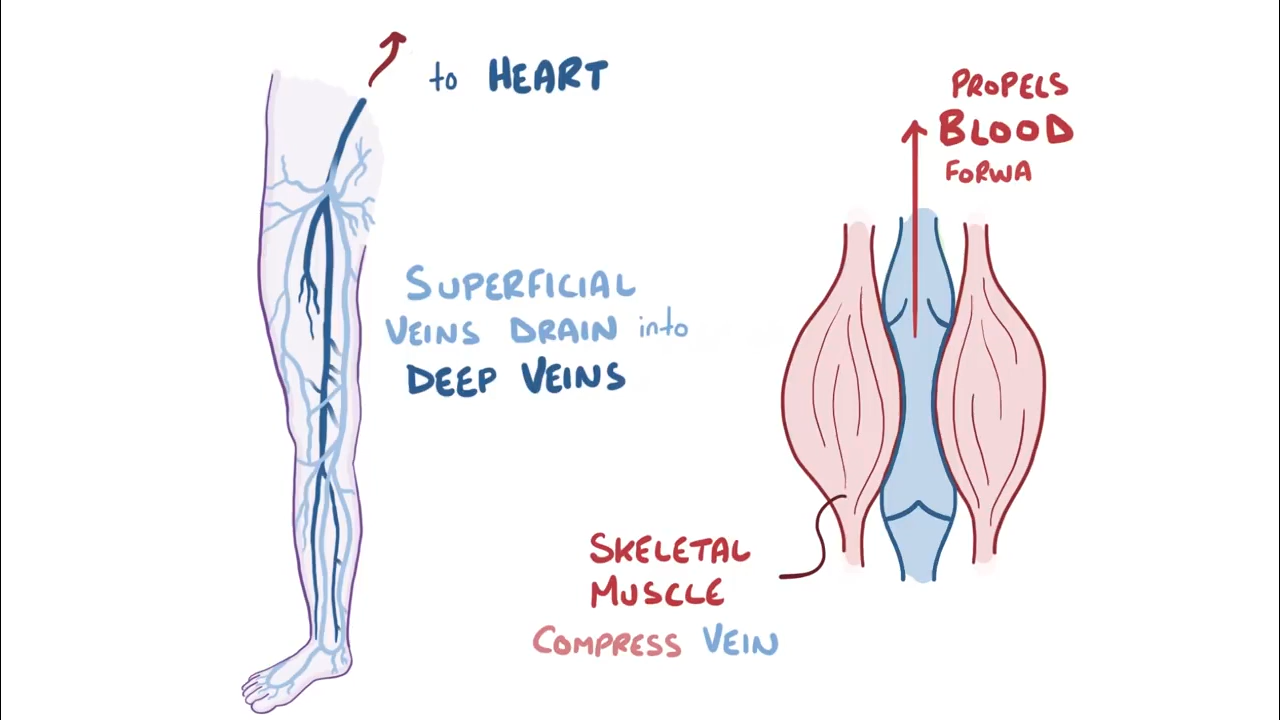 to HEART
SUPERFICIAL
VEINS DRAIN into
DEEP VEINS
PROPELS
BLOOD
FORWA
SKELETAL
MUSCLE
COMPRESS VEIN